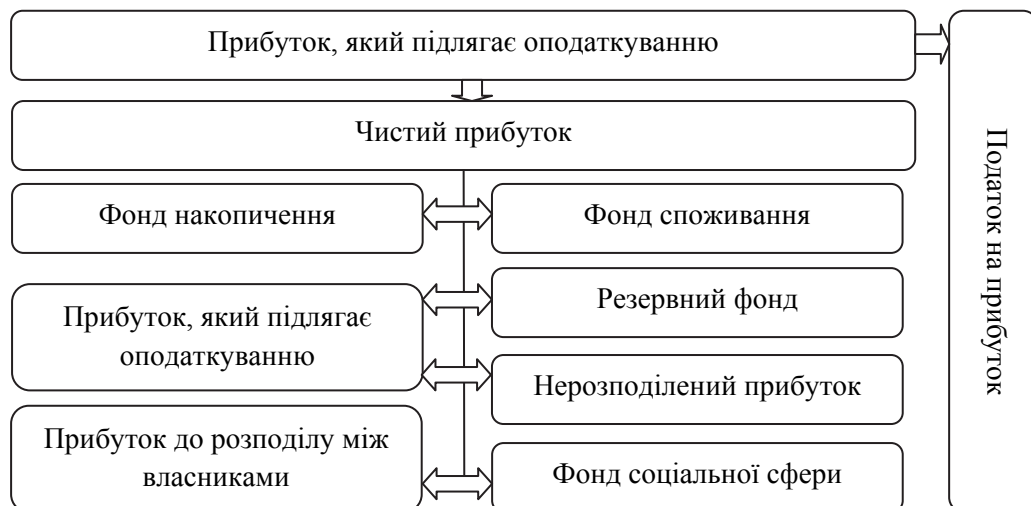 Прибуток, який підлягає оподаткуванню
Чистий прибуток
Фонд накопичення
Фонд споживання
Резервний фонд
Прибуток, який підлягає
оподаткуванню
Нерозподілений прибуток
Прибуток до розподілу між
власниками
Фонд соціальної сфери
Податок на прибуток